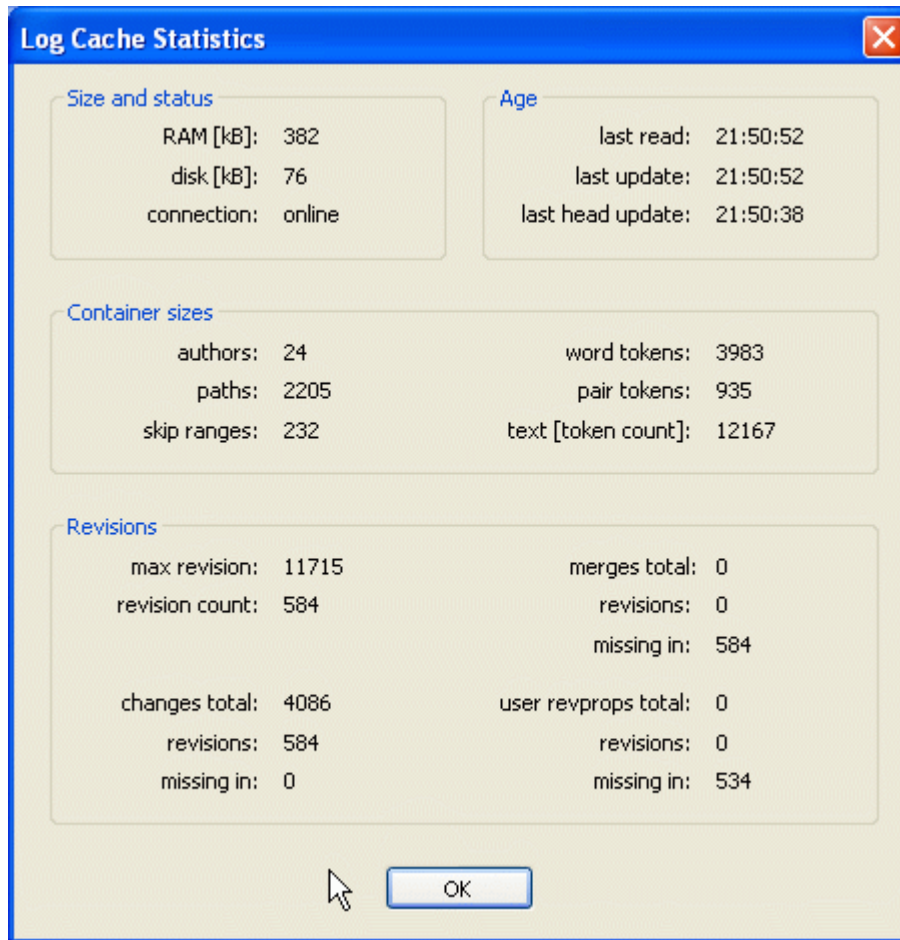 Log Cache Statistics
Size and status
Age
RAM [kB]: 382
last read: 21:50:52
disk [kB]: 76
last update: 21:50:52
connection: online
last head update: 21:50:38
Container sizes
authors: 24
word tokens: 3983
paths: 2205
pair tokens: 935
skip ranges: 232
text [token count]: 12167
Revisions
max revision: 11715
merges total: 0
revision count: 584
revisions: 0
missing in: 584
changes total: 4086
user revprops total: 0
revisions: 584
revisions: 0
missing in: 0
missing in: 534
OK